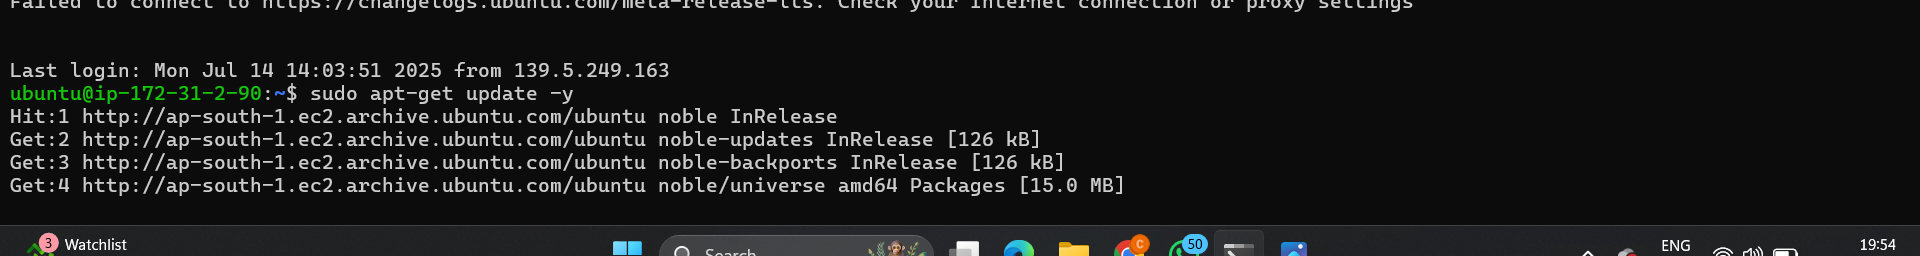 Failed to connect to https://changelogs.ubuntu.com/meta-release-lts. Check your Internet connection or proxy settings
Last login: Mon Jul 14 14:03:51 2025 from 139.5.249.163
ubuntu@ip-172-31-2-90:~$ sudo apt-get update -y
Hit:1 http://ap-south-1.ec2.archive.ubuntu.com/ubuntu noble InRelease
Get:2 http://ap-south-1.ec2.archive.ubuntu.com/ubuntu noble-updates InRelease [126 kB]
Get:3 http://ap-south-1.ec2.archive.ubuntu.com/ubuntu noble-backports InRelease [126 kB]
Get:4 http://ap-south-1.ec2.archive.ubuntu.com/ubuntu noble/universe amd64 Packages [15.0 MB]
3 Watchlist
Search
C
50
ENG
19:54